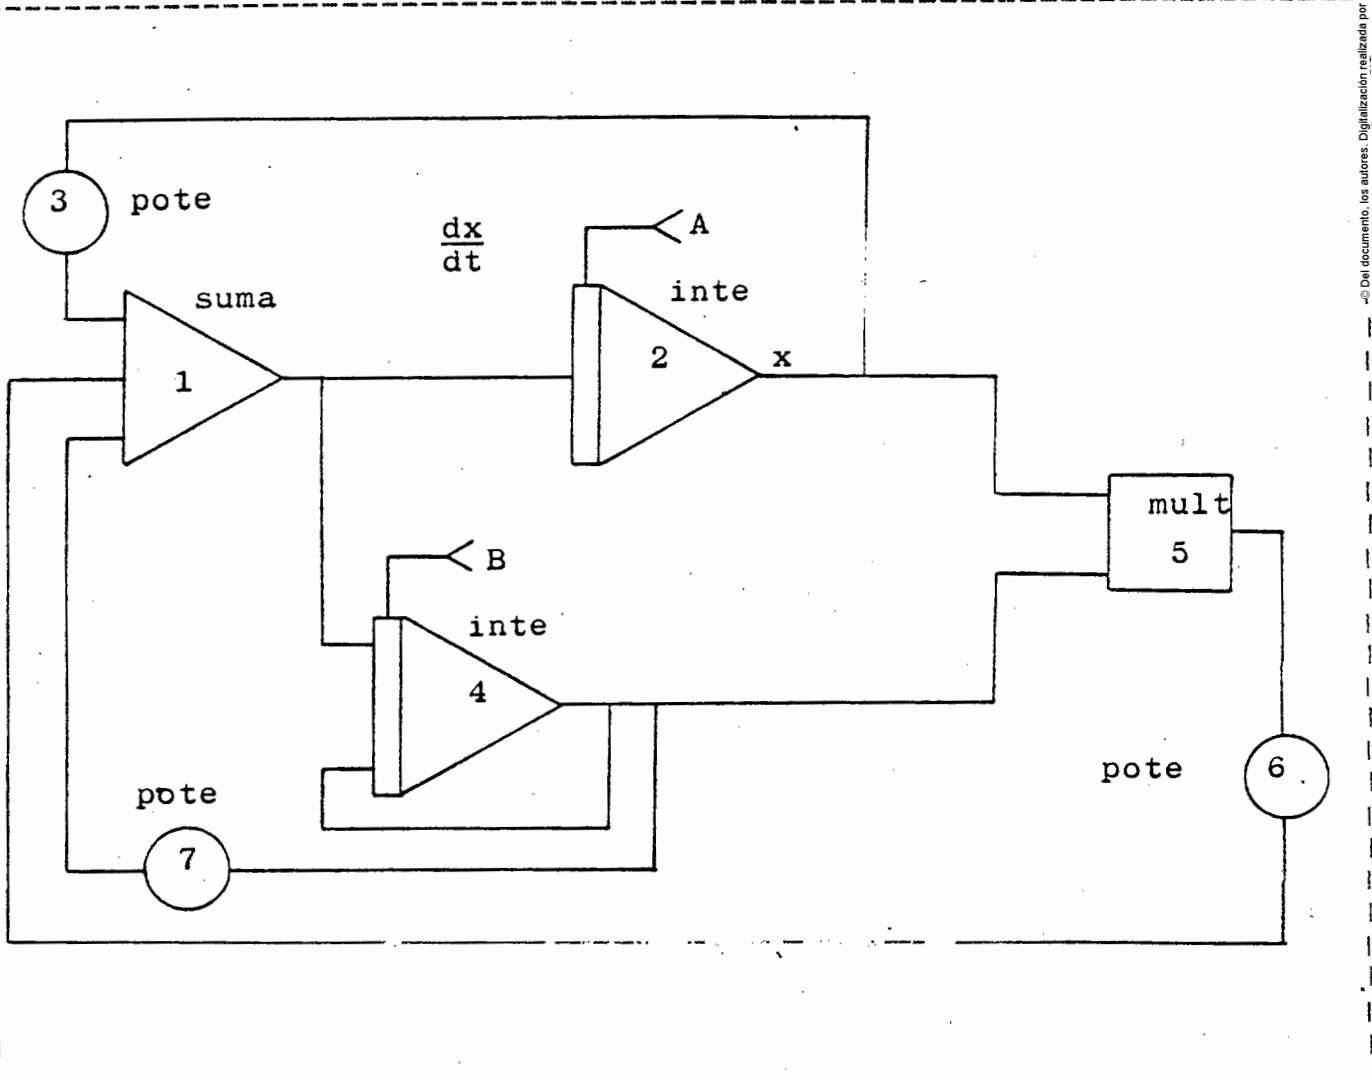 3
pote
dx
dt
A
suma
inte
2
x
1
mult
5
B
inte
4
pote
6
pote
7
© Del documento, los autores. Digitalización realizada por